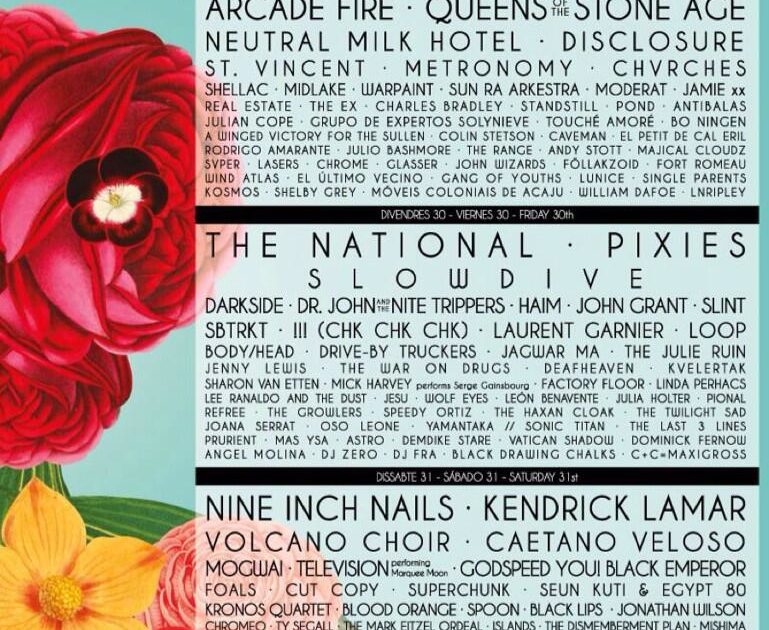 ARCADE FIRE · QUEENS OF THE STONE AGE
NEUTRAL MILK HOTEL · DISCLOSURE
ST. VINCENT · METRONOMY · CHVRCHES
SHELLAC · MIDLAKE · WARPAINT · SUN RA ARKESTRA · MODERAT · JAMIE xx
REAL ESTATE · THE EX · CHARLES BRADLEY · STANDSTILL · POND · ANTIBALAS
JULIAN COPE · GRUPO DE EXPERTOS SOLYNIEVE · TOUCHÉ AMORÉ · BO NINGEN
A WINGED VICTORY FOR THE SULLEN · COLIN STETSON · CAVEMAN · EL PETIT DE CAL ERIL
RODRIGO AMARANTE · JULIO BASHMORE · THE RANGE · ANDY STOTT · MAJICAL CLOUDZ
SVPER · LASERS · CHROME · GLASSER · JOHN WIZARDS · FÖLLAKZOID · FORT ROMEAU
WIND ATLAS · EL ÚLTIMO VECINO · GANG OF YOUTHS · LUNICE · SINGLE PARENTS
KOSMOS · SHELBY GREY · MÓVEIS COLONIAIS DE ACAJU · WILLIAM DAFOE · LNRIPLEY
DIVENDRES 30 - VIERNES 30 - FRIDAY 30th
THE NATIONAL · PIXIES
SLOWDIVE
DARKSIDE · DR. JOHN AND THE NITE TRIPPERS · HAIM · JOHN GRANT · SLINT
SBTRKT · !!! (CHK CHK CHK) · LAURENT GARNIER · LOOP
BODY/HEAD · DRIVE-BY TRUCKERS · JAGWAR MA · THE JULIE RUIN
JENNY LEWIS · THE WAR ON DRUGS · DEAFHEAVEN · KVELERTAK
SHARON VAN ETTEN · MICK HARVEY performs Serge Gainsbourg · FACTORY FLOOR · LINDA PERHACS
LEE RANALDO AND THE DUST · JESU · WOLF EYES · LEÓN BENAVENTE · JULIA HOLTER · PIONAL
REFREE · THE GROWLERS · SPEEDY ORTIZ · THE HAXAN CLOAK · THE TWILIGHT SAD
JOANA SERRAT · OSO LEONE · YAMANTAKA // SONIC TITAN · THE LAST 3 LINES
PRURIENT · MAS YSA · ASTRO · DEMDIKE STARE · VATICAN SHADOW · DOMINICK FERNOW
ANGEL MOLINA · DJ ZERO · DJ FRA · BLACK DRAWING CHALKS · C+C=MAXIGROSS
DISSABTE 31 - SÁBADO 31 - SATURDAY 31st
NINE INCH NAILS · KENDRICK LAMAR
VOLCANO CHOIR · CAETANO VELOSO
MOGWAI · TELEVISION performing Marquee Moon · GODSPEED YOU! BLACK EMPEROR
FOALS · CUT COPY · SUPERCHUNK · SEUN KUTI & EGYPT 80
KRONOS QUARTET · BLOOD ORANGE · SPOON · BLACK LIPS · JONATHAN WILSON
CHROMEO · TY SEGALL · THE MARK EITZEL ORDEAL · ISLANDS · THE DISMEMBERMENT PLAN · MISHIMA